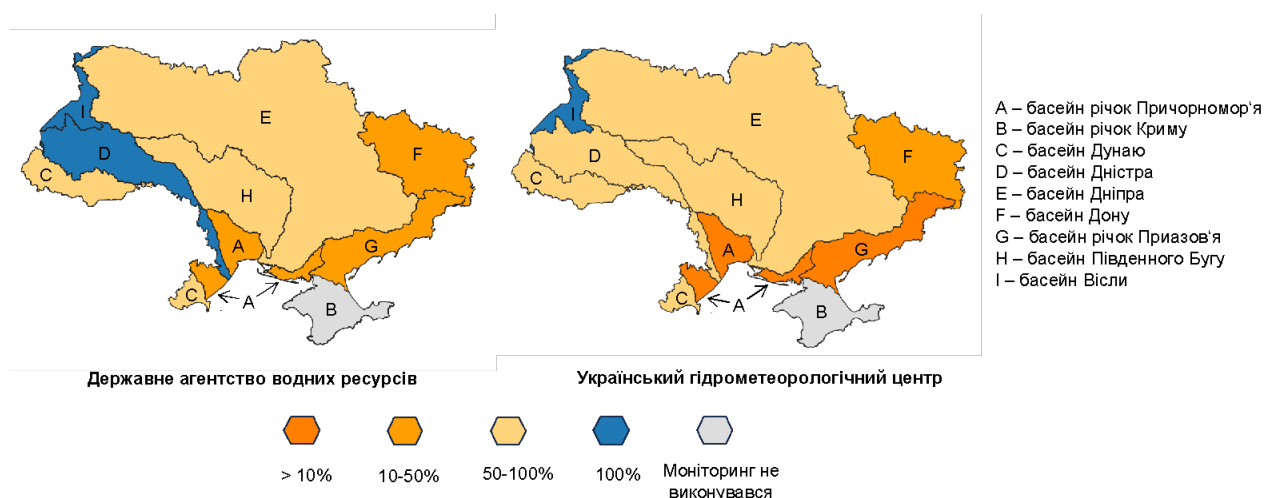 I
E
D
C
F
H
A
G
C
A
B
I
E
D
C
F
H
A
G
C
A
B
А – басейн річок Причорномор‘я
В – басейн річок Криму
С – басейн Дунаю
D – басейн Дністра
E – басейн Дніпра
F – басейн Дону
G – басейн річок Приазов‘я
H – басейн Південного Бугу
I – басейн Вісли
Державне агентство водних ресурсів
Український гідрометеорологічний центр
> 10%
10-50%
50-100%
100%
Моніторинг не
виконувався